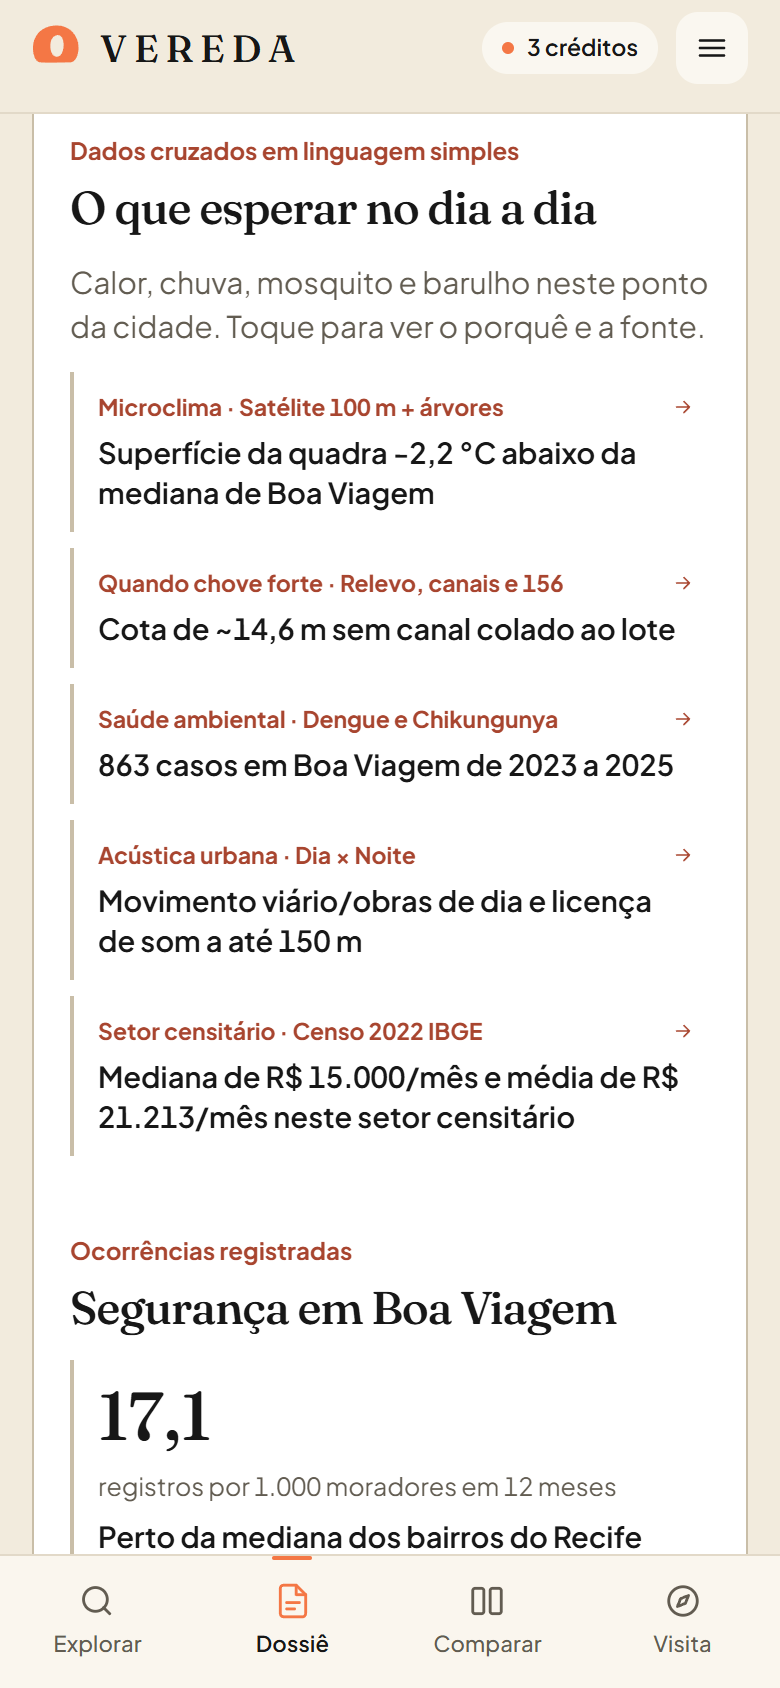 VEREDA
3 créditos
Dados cruzados em linguagem simples
O que esperar no dia a dia
Calor, chuva, mosquito e barulho neste ponto
da cidade. Toque para ver o porquê e a fonte.
Microclima · Satélite 100 m + árvores →
Superfície da quadra -2,2 °C abaixo da
mediana de Boa Viagem
Quando chove forte · Relevo, canais e 156 →
Cota de ~14,6 m sem canal colado ao lote
Saúde ambiental · Dengue e Chikungunya →
863 casos em Boa Viagem de 2023 a 2025
Acústica urbana · Dia × Noite →
Movimento viário/obras de dia e licença
de som a até 150 m
Setor censitário · Censo 2022 IBGE →
Mediana de R$ 15.000/mês e média de R$
21.213/mês neste setor censitário
Ocorrências registradas
Segurança em Boa Viagem
17,1
registros por 1.000 moradores em 12 meses
Perto da mediana dos bairros do Recife
Explorar
Dossiê
Comparar
Visita